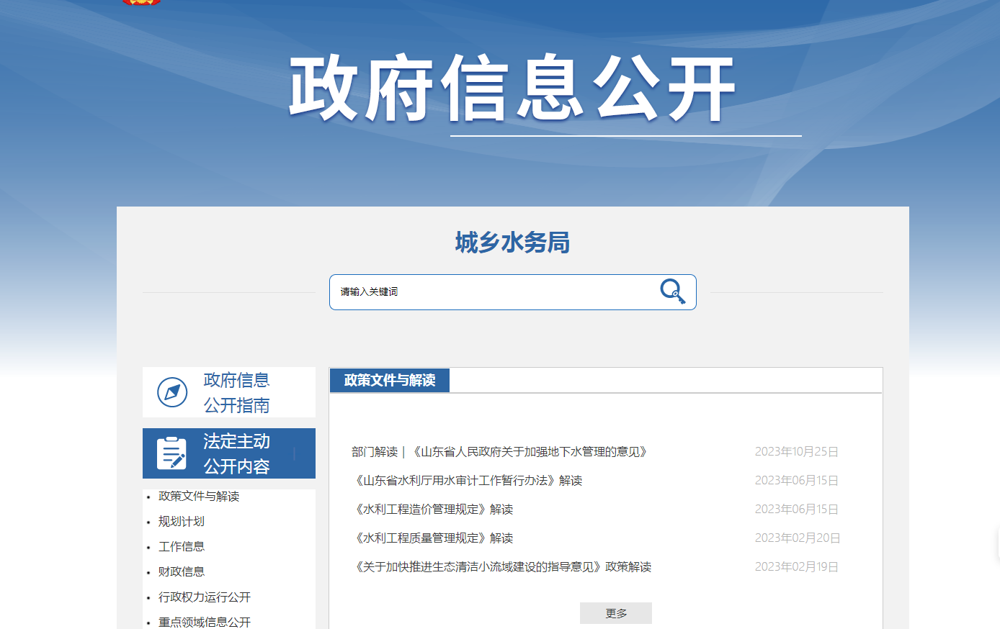 政府信息公开
城乡水务局
请输入关键词
政府信息
公开指南
法定主动
公开内容
政策文件与解读
规划计划
工作信息
财政信息
行政权力运行公开
重点领域信息公开
政策文件与解读
部门解读｜《山东省人民政府关于加强地下水管理的意见》 2023年10月25日
《山东省水利厅用水审计工作暂行办法》解读 2023年06月15日
《水利工程造价管理规定》解读 2023年06月15日
《水利工程质量管理规定》解读 2023年02月20日
《关于加快推进生态清洁小流域建设的指导意见》政策解读 2023年02月19日
更多